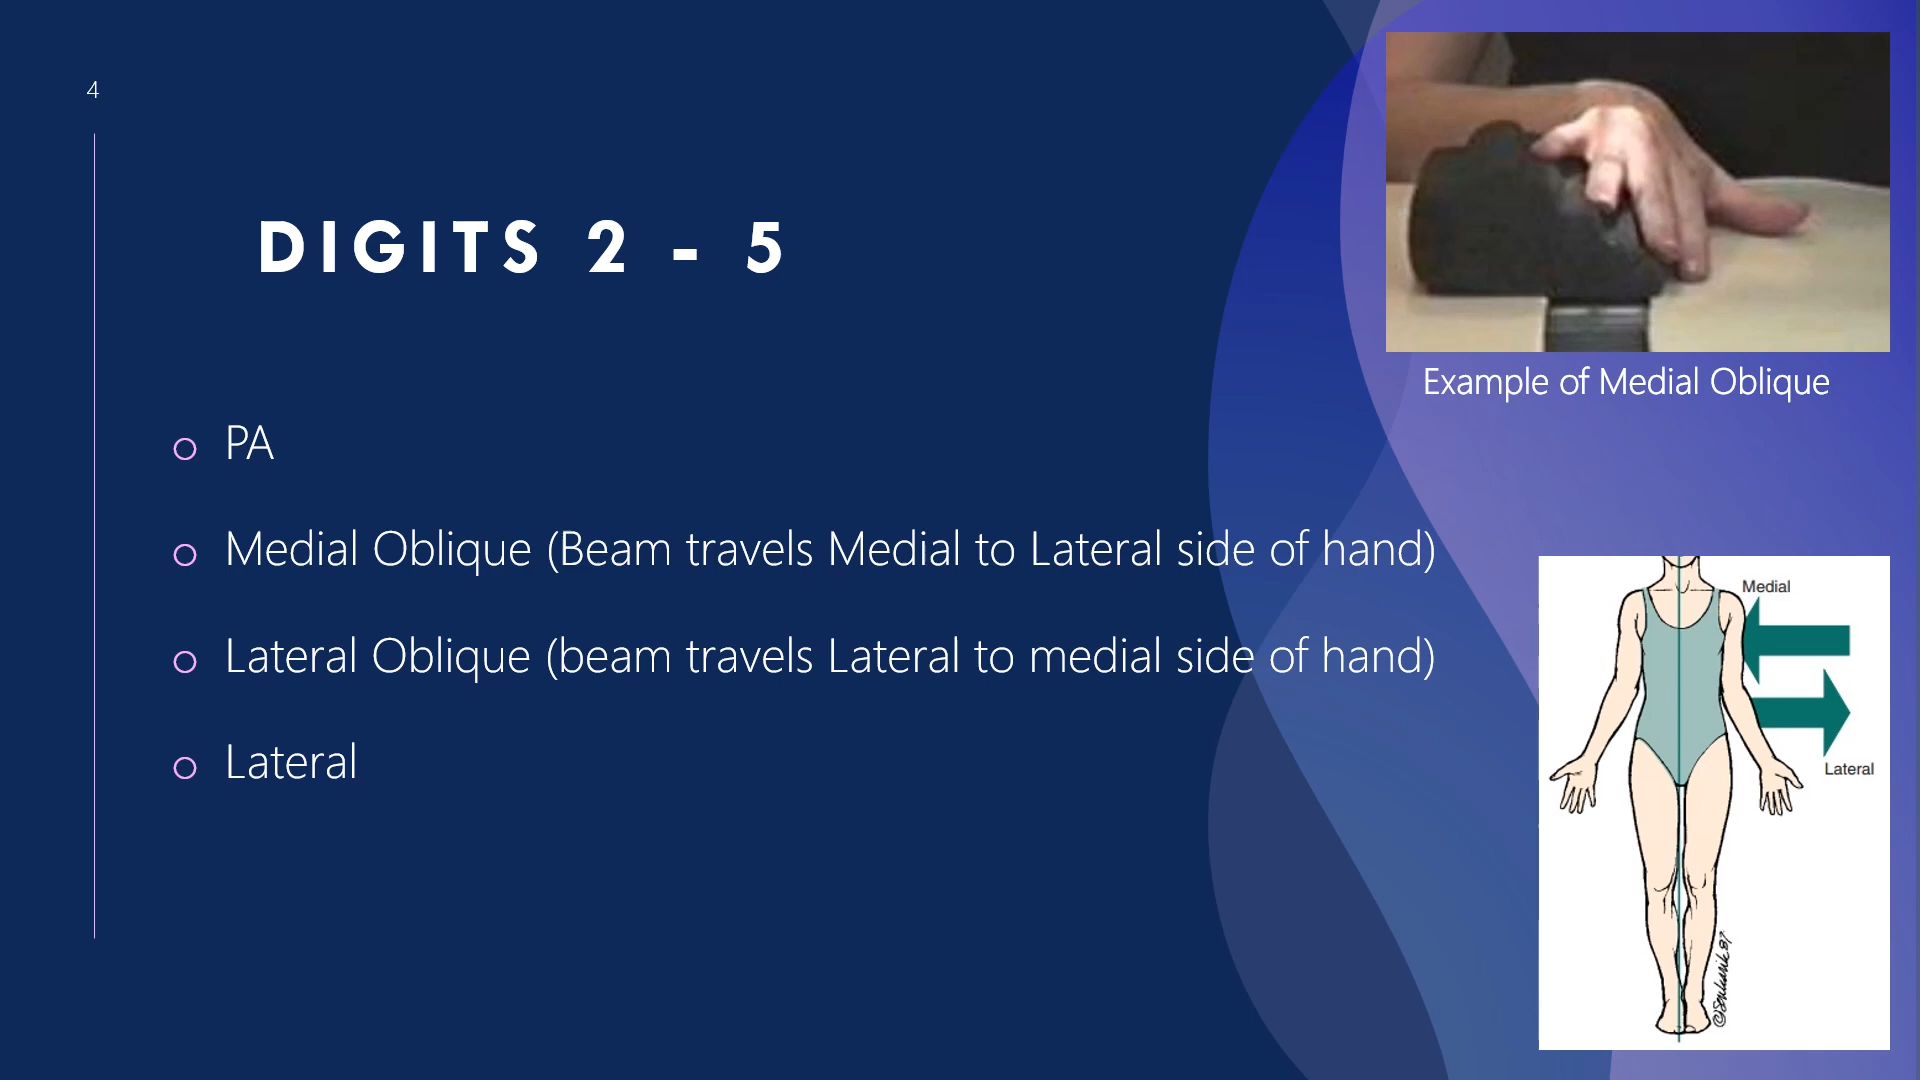 4
DIGITS 2 - 5
PA
Medial Oblique (Beam travels Medial to Lateral side of hand)
Lateral Oblique (beam travels Lateral to medial side of hand)
Lateral
Example of Medial Oblique
Medial
Lateral